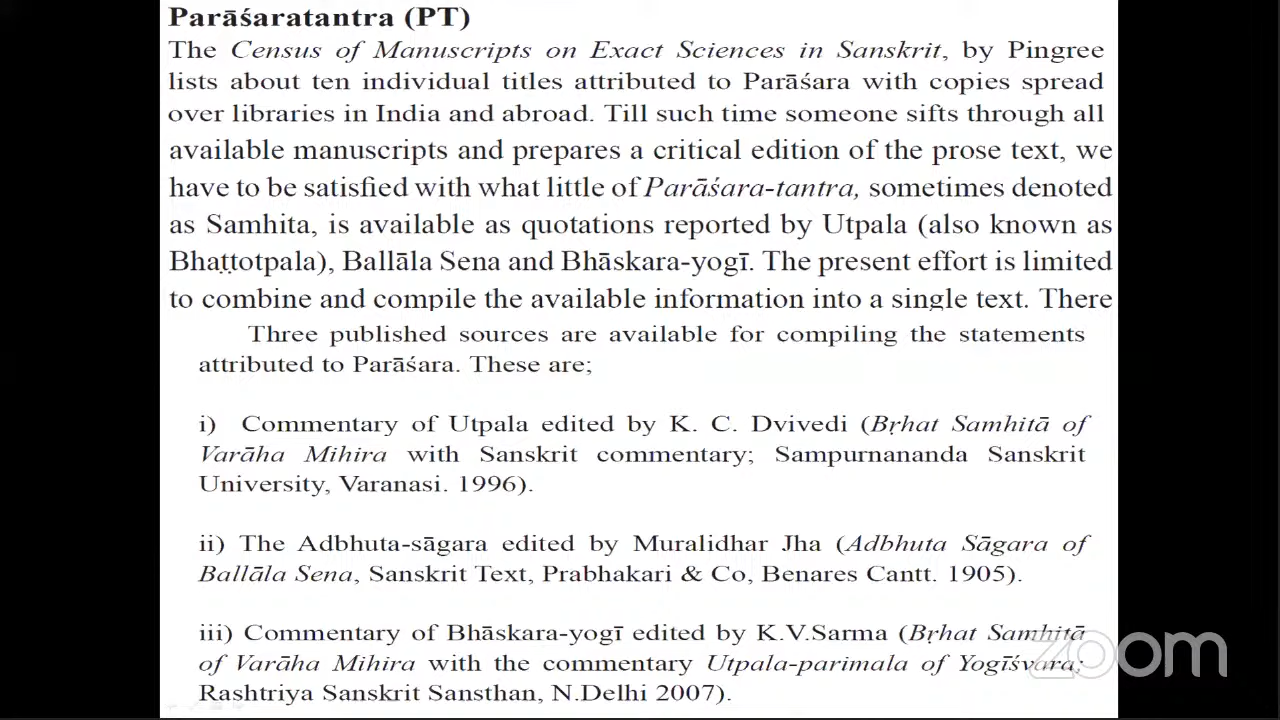 Parāśaratantra (PT)
The Census of Manuscripts on Exact Sciences in Sanskrit, by Pingree
lists about ten individual titles attributed to Parāśara with copies spread
over libraries in India and abroad. Till such time someone sifts through all
available manuscripts and prepares a critical edition of the prose text, we
have to be satisfied with what little of Parāśara-tantra, sometimes denoted
as Samhita, is available as quotations reported by Utpala (also known as
Bhaṭṭotpala), Ballāla Sena and Bhāskara-yogī. The present effort is limited
to combine and compile the available information into a single text. There
Three published sources are available for compiling the statements
attributed to Parāśara. These are;
i) Commentary of Utpala edited by K. C. Dvivedi (Bṛhat Samhitā of
Varāha Mihira with Sanskrit commentary; Sampurnananda Sanskrit
University, Varanasi. 1996).
ii) The Adbhuta-sāgara edited by Muralidhar Jha (Adbhuta Sāgara of
Ballāla Sena, Sanskrit Text, Prabhakari & Co, Benares Cantt. 1905).
iii) Commentary of Bhāskara-yogī edited by K.V.Sarma (Bṛhat Samhitā
of Varāha Mihira with the commentary Utpala-parimala of Yogīśvara;
Rashtriya Sanskrit Sansthan, N.Delhi 2007).
zoom